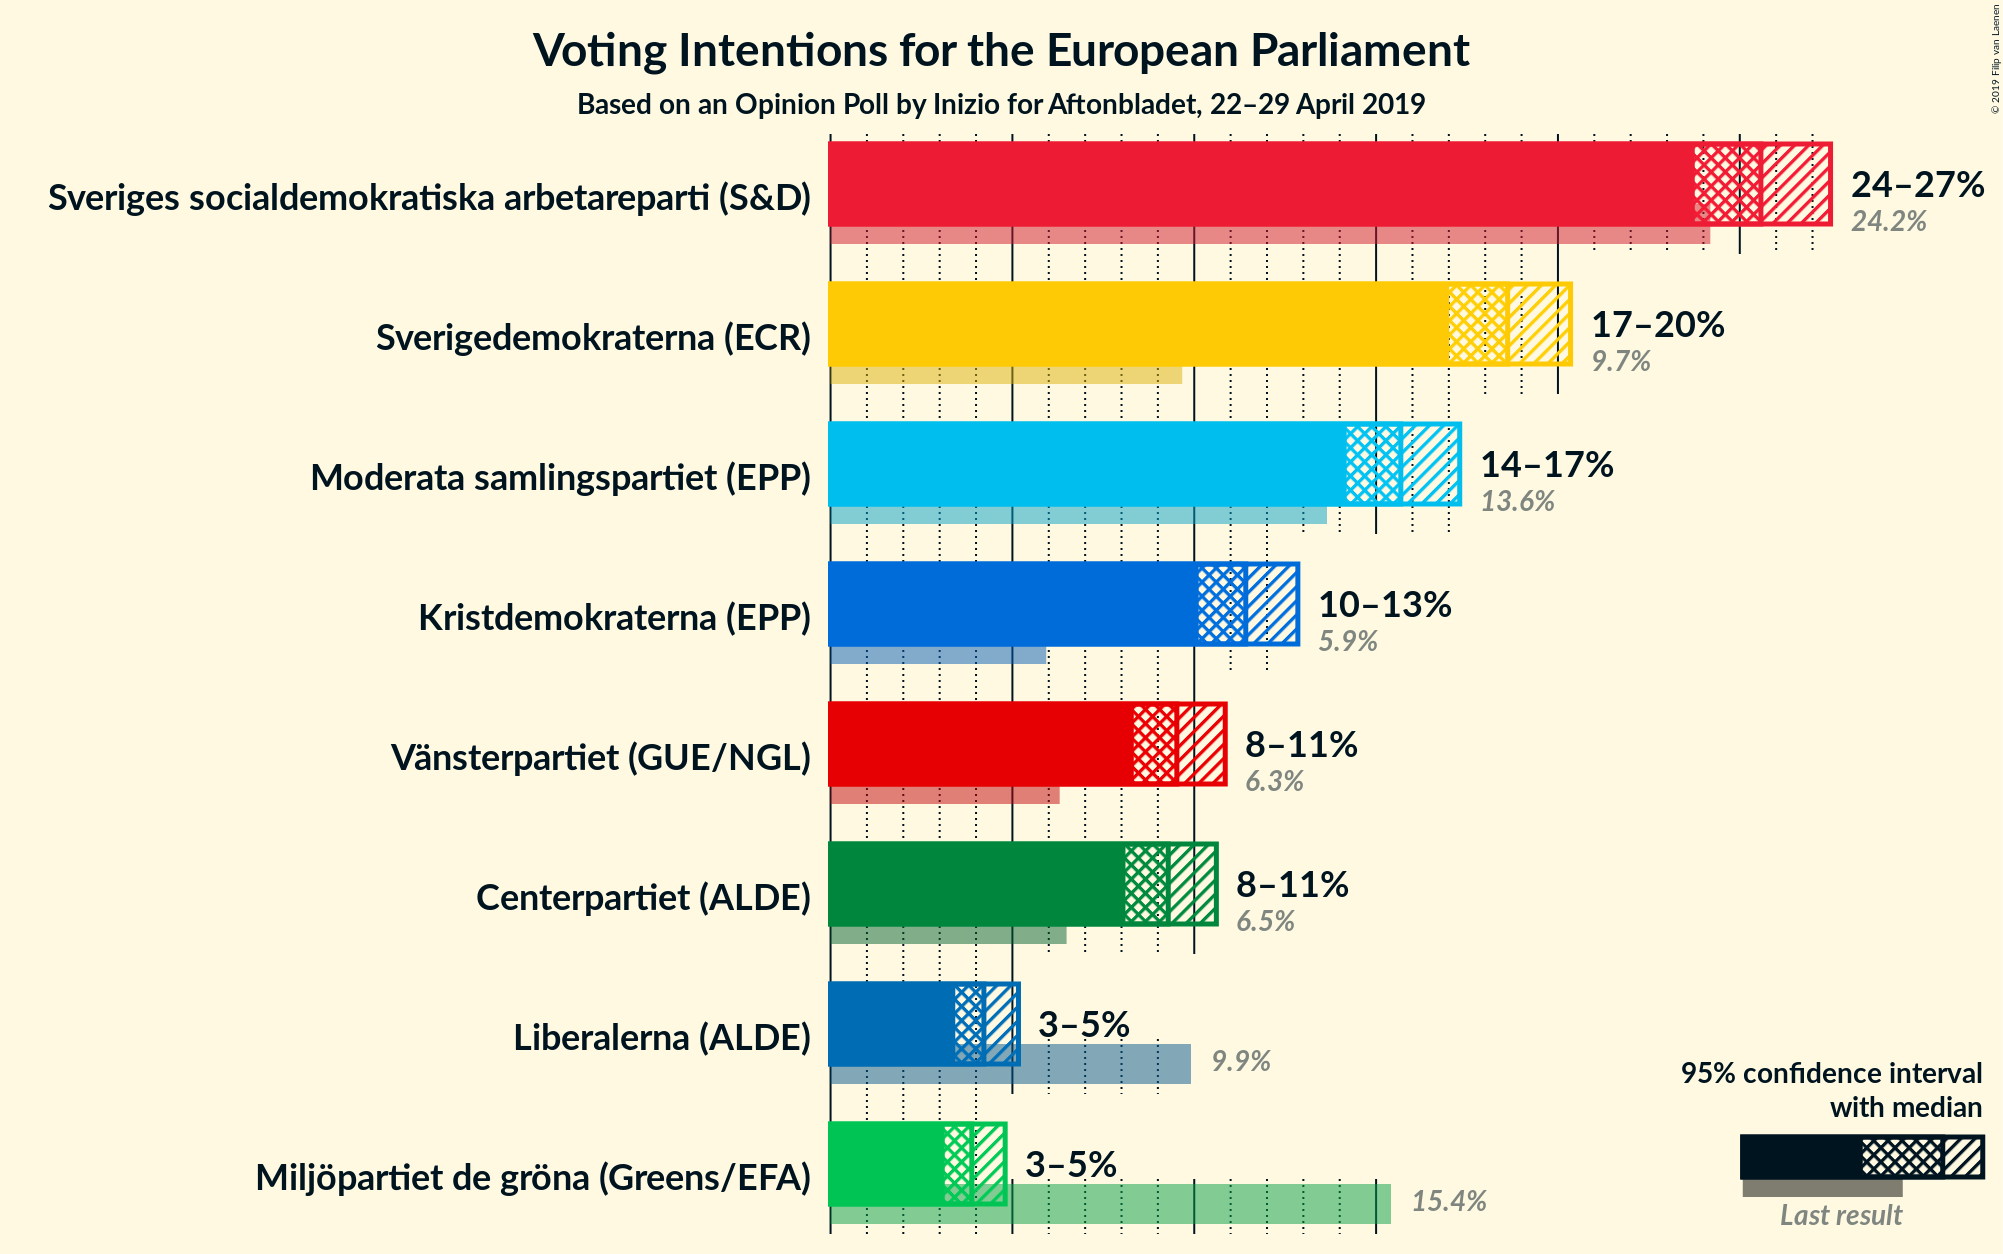 Voting Intentions for the European Parliament
Based on an Opinion Poll by Inizio for Aftonbladet, 22–29 April 2019
© 2019 Filip van Laenen
Sveriges socialdemokratiska arbetareparti (S&D)
24–27%
24.2%
Sverigedemokraterna (ECR)
17–20%
9.7%
Moderata samlingspartiet (EPP)
14–17%
13.6%
Kristdemokraterna (EPP)
10–13%
5.9%
Vänsterpartiet (GUE/NGL)
8–11%
6.3%
Centerpartiet (ALDE)
8–11%
6.5%
Liberalerna (ALDE)
3–5%
9.9%
Miljöpartiet de gröna (Greens/EFA)
3–5%
15.4%
95% confidence interval
with median
Last result